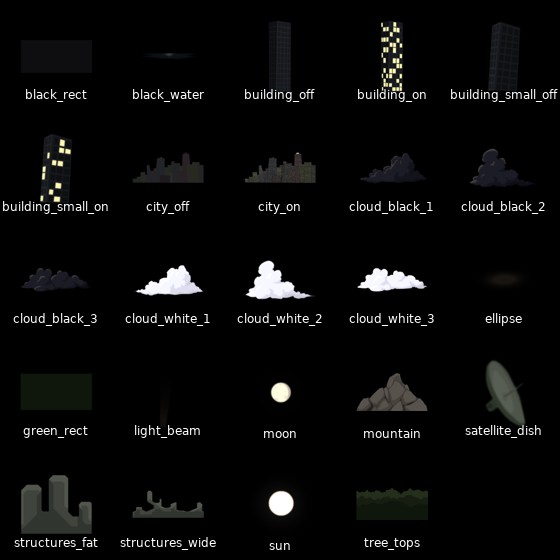 black_rect
black_water
building_off
building_on
building_small_off
building_small_on
city_off
city_on
cloud_black_1
cloud_black_2
cloud_black_3
cloud_white_1
cloud_white_2
cloud_white_3
ellipse
green_rect
light_beam
moon
mountain
satellite_dish
structures_fat
structures_wide
sun
tree_tops